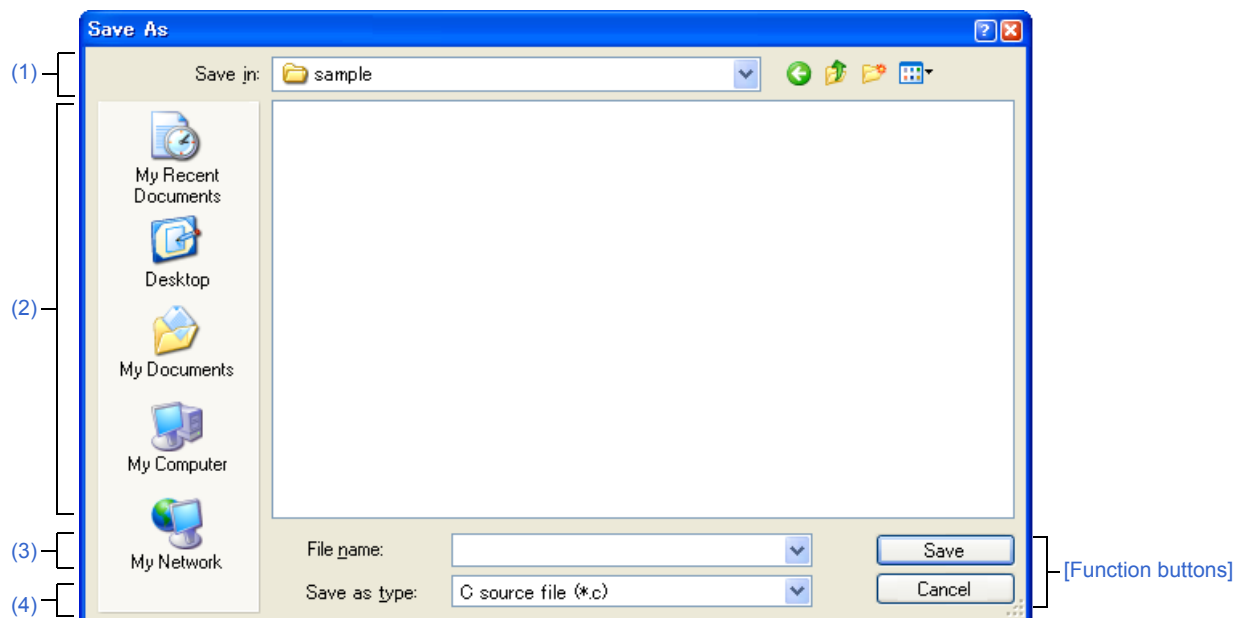 Save As
(1)
Save in:
sample
My Recent
Documents
Desktop
(2)
My Documents
My Computer
My Network
(3)
File name:
Save
[Function buttons]
(4)
Save as type:
C source file (*.c)
Cancel